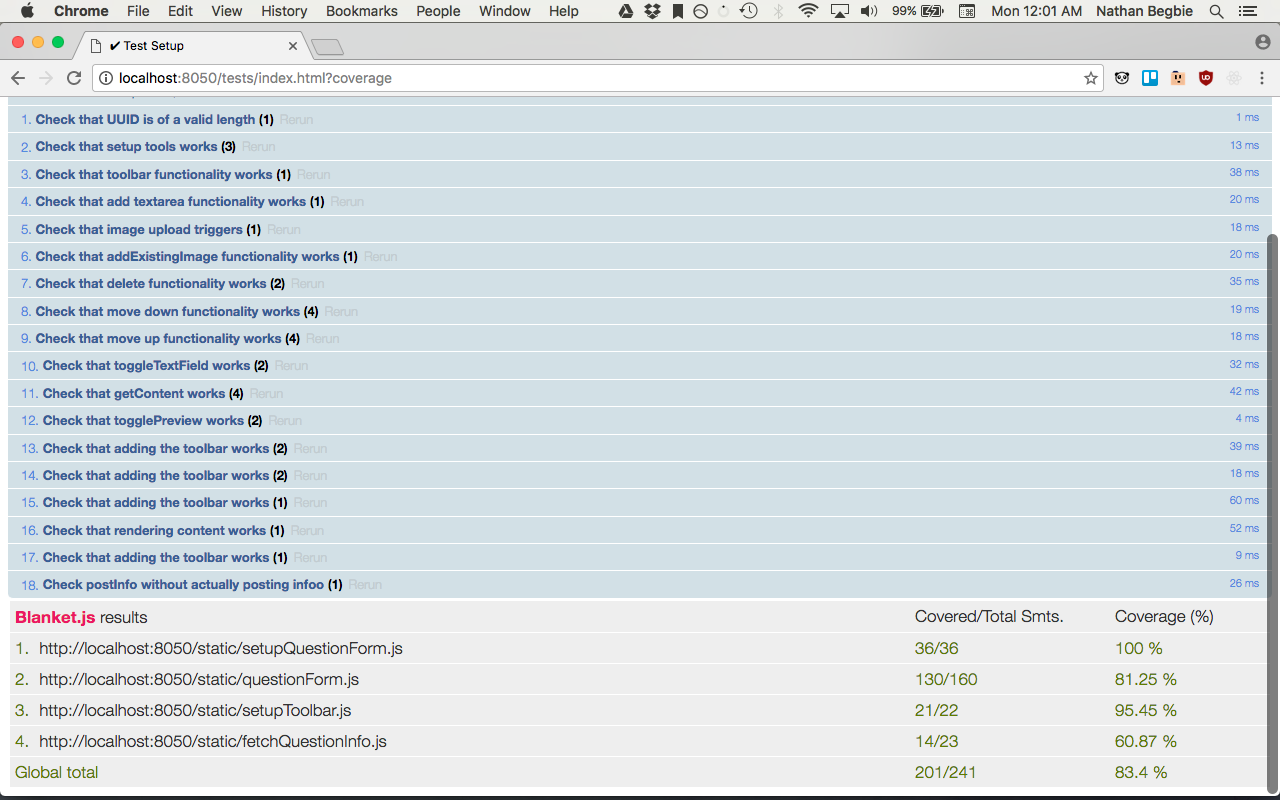 Chrome File Edit View History Bookmarks People Window Help 99% Mon 12:01 AM Nathan Begbie
✔ Test Setup
localhost:8050/tests/index.html?coverage
1. Check that UUID is of a valid length (1) Rerun 1 ms
2. Check that setup tools works (3) Rerun 13 ms
3. Check that toolbar functionality works (1) Rerun 38 ms
4. Check that add textarea functionality works (1) Rerun 20 ms
5. Check that image upload triggers (1) Rerun 18 ms
6. Check that addExistingImage functionality works (1) Rerun 20 ms
7. Check that delete functionality works (2) Rerun 35 ms
8. Check that move down functionality works (4) Rerun 19 ms
9. Check that move up functionality works (4) Rerun 18 ms
10. Check that toggleTextField works (2) Rerun 32 ms
11. Check that getContent works (4) Rerun 42 ms
12. Check that togglePreview works (2) Rerun 4 ms
13. Check that adding the toolbar works (2) Rerun 39 ms
14. Check that adding the toolbar works (2) Rerun 18 ms
15. Check that adding the toolbar works (1) Rerun 60 ms
16. Check that rendering content works (1) Rerun 52 ms
17. Check that adding the toolbar works (1) Rerun 9 ms
18. Check postInfo without actually posting infoo (1) Rerun 26 ms
Blanket.js results Covered/Total Smts. Coverage (%)
1. http://localhost:8050/static/setupQuestionForm.js 36/36 100 %
2. http://localhost:8050/static/questionForm.js 130/160 81.25 %
3. http://localhost:8050/static/setupToolbar.js 21/22 95.45 %
4. http://localhost:8050/static/fetchQuestionInfo.js 14/23 60.87 %
Global total 201/241 83.4 %